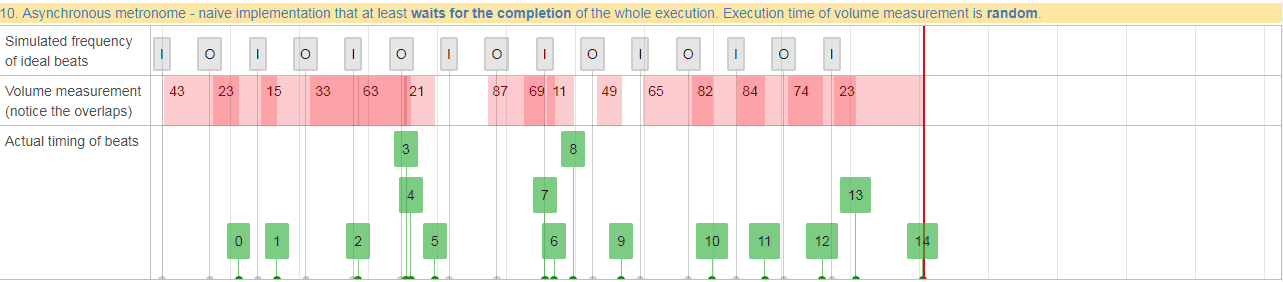 10. Asynchronous metronome - naive implementation that at least waits for the completion of the whole execution. Execution time of volume measurement is random.
Simulated frequency
of ideal beats
I O I O I O I O I O I O I O I
Volume measurement
(notice the overlaps)
43 23 15 33 63 21 87 69 11 49 65 82 84 74 23
Actual timing of beats
3 8
4 7 13
0 1 2 5 6 9 10 11 12 14